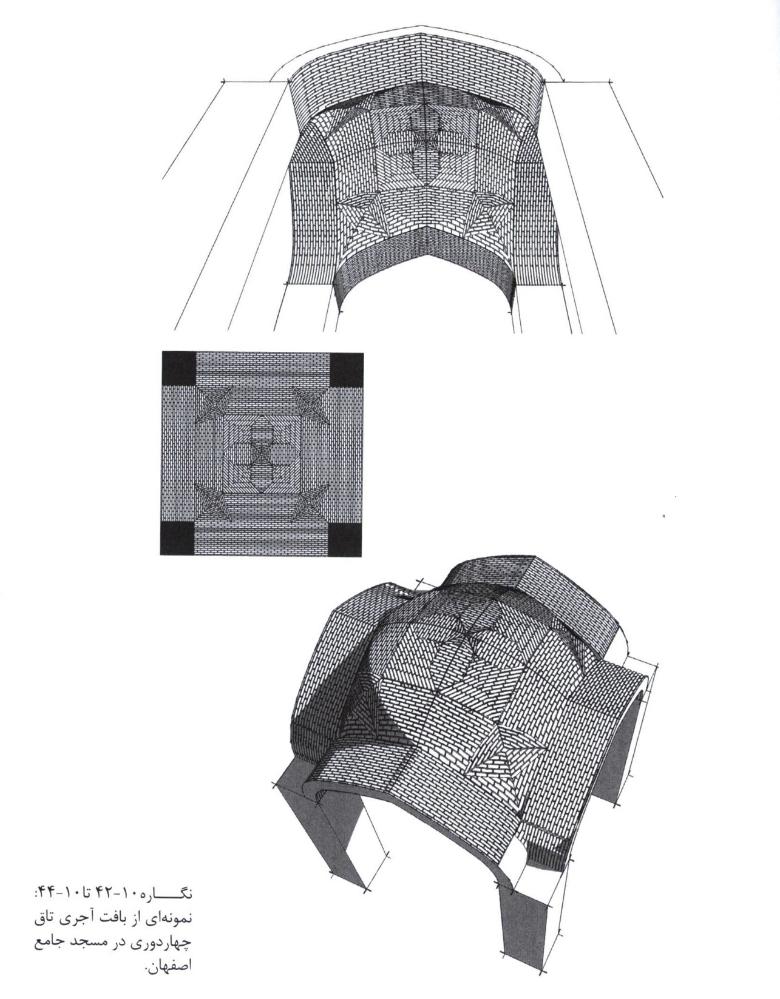 نگاره ۱۰-۴۲ تا ۱۰-۴۴:
نمونه‌ای از بافت آجری تاق
چهاردوری در مسجد جامع
اصفهان.